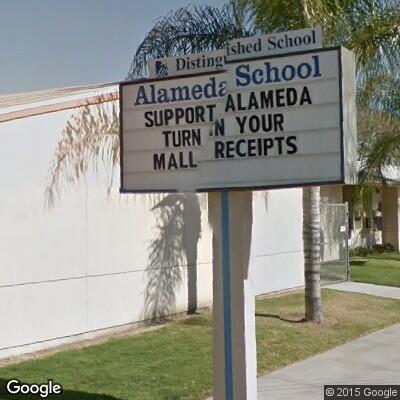 Distinguished School
Alameda School
SUPPORT ALAMEDA
TURN IN YOUR
MALL RECEIPTS
Google
© 2015 Google